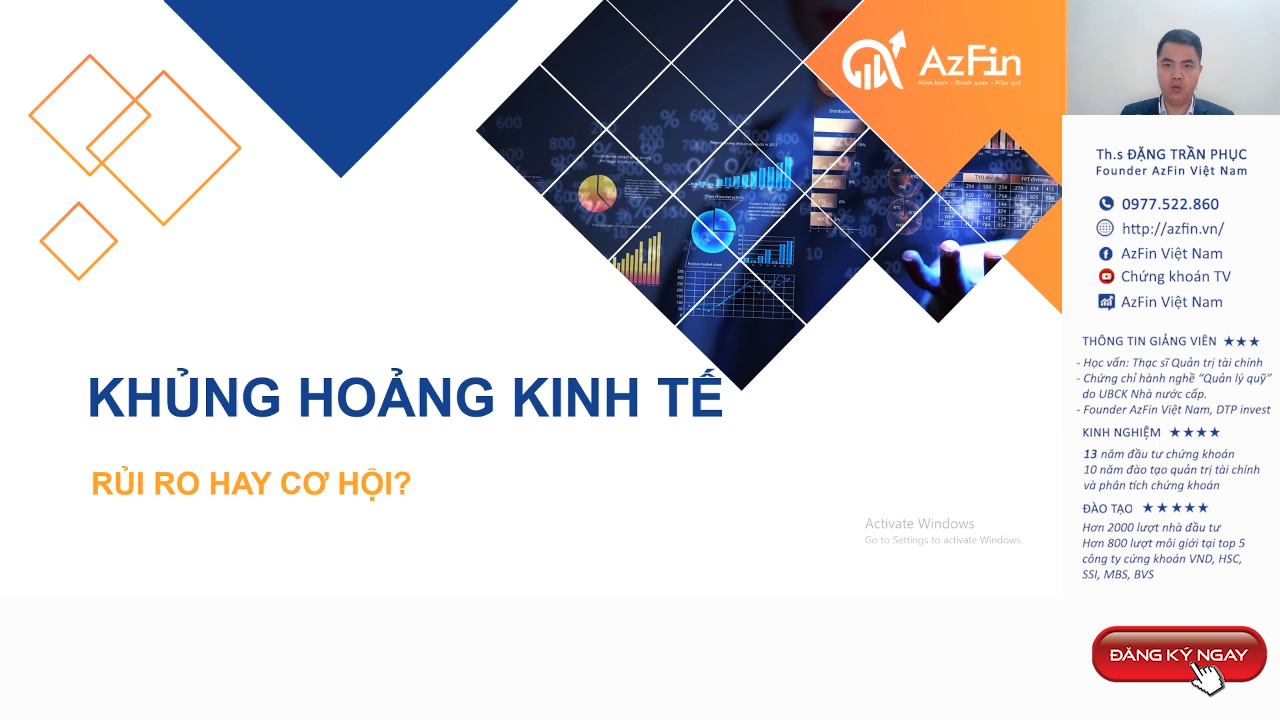 AzFin
Minh bạch - Khách quan - Hiệu quả
KHỦNG HOẢNG KINH TẾ
RỦI RO HAY CƠ HỘI?
Activate Windows
Go to Settings to activate Windows.
Th.s ĐẶNG TRẦN PHỤC
Founder AzFin Việt Nam
0977.522.860
http://azfin.vn/
AzFin Việt Nam
Chứng khoán TV
AzFin Việt Nam
THÔNG TIN GIẢNG VIÊN ★★★
- Học vấn: Thạc sĩ Quản trị tài chính
- Chứng chỉ hành nghề “Quản lý quỹ”
do UBCK Nhà nước cấp.
- Founder AzFin Việt Nam, DTP invest
KINH NGHIỆM ★★★★
13 năm đầu tư chứng khoán
10 năm đào tạo quản trị tài chính
và phân tích chứng khoán
ĐÀO TẠO ★★★★★
Hơn 2000 lượt nhà đầu tư
Hơn 800 lượt môi giới tại top 5
công ty cứng khoán VND, HSC,
SSI, MBS, BVS
ĐĂNG KÝ NGAY